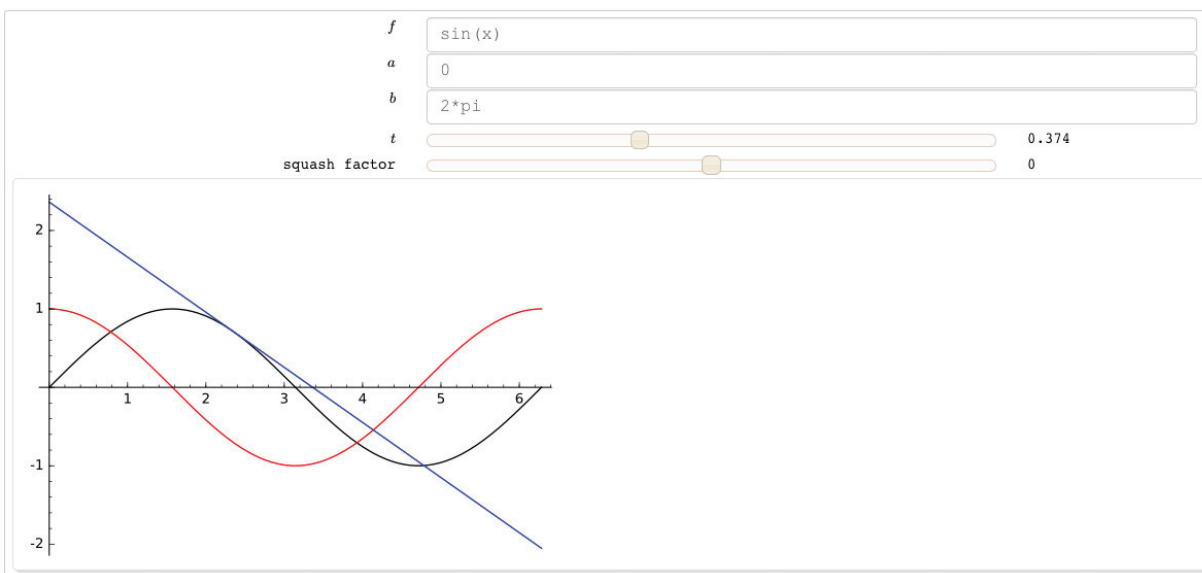 f sin(x)
a 0
b 2*pi
t 0.374
squash factor 0
2
1
1 2 3 4 5 6
-1
-2